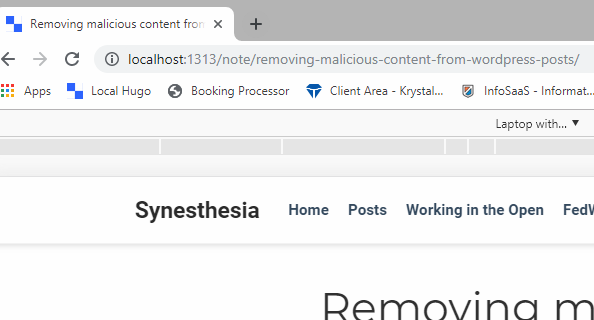 Removing malicious content from
localhost:1313/note/removing-malicious-content-from-wordpress-posts/
Apps Local Hugo Booking Processor Client Area - Krystal... InfoSaaS - Informat...
Laptop with...
Synesthesia Home Posts Working in the Open FedW
Removing m